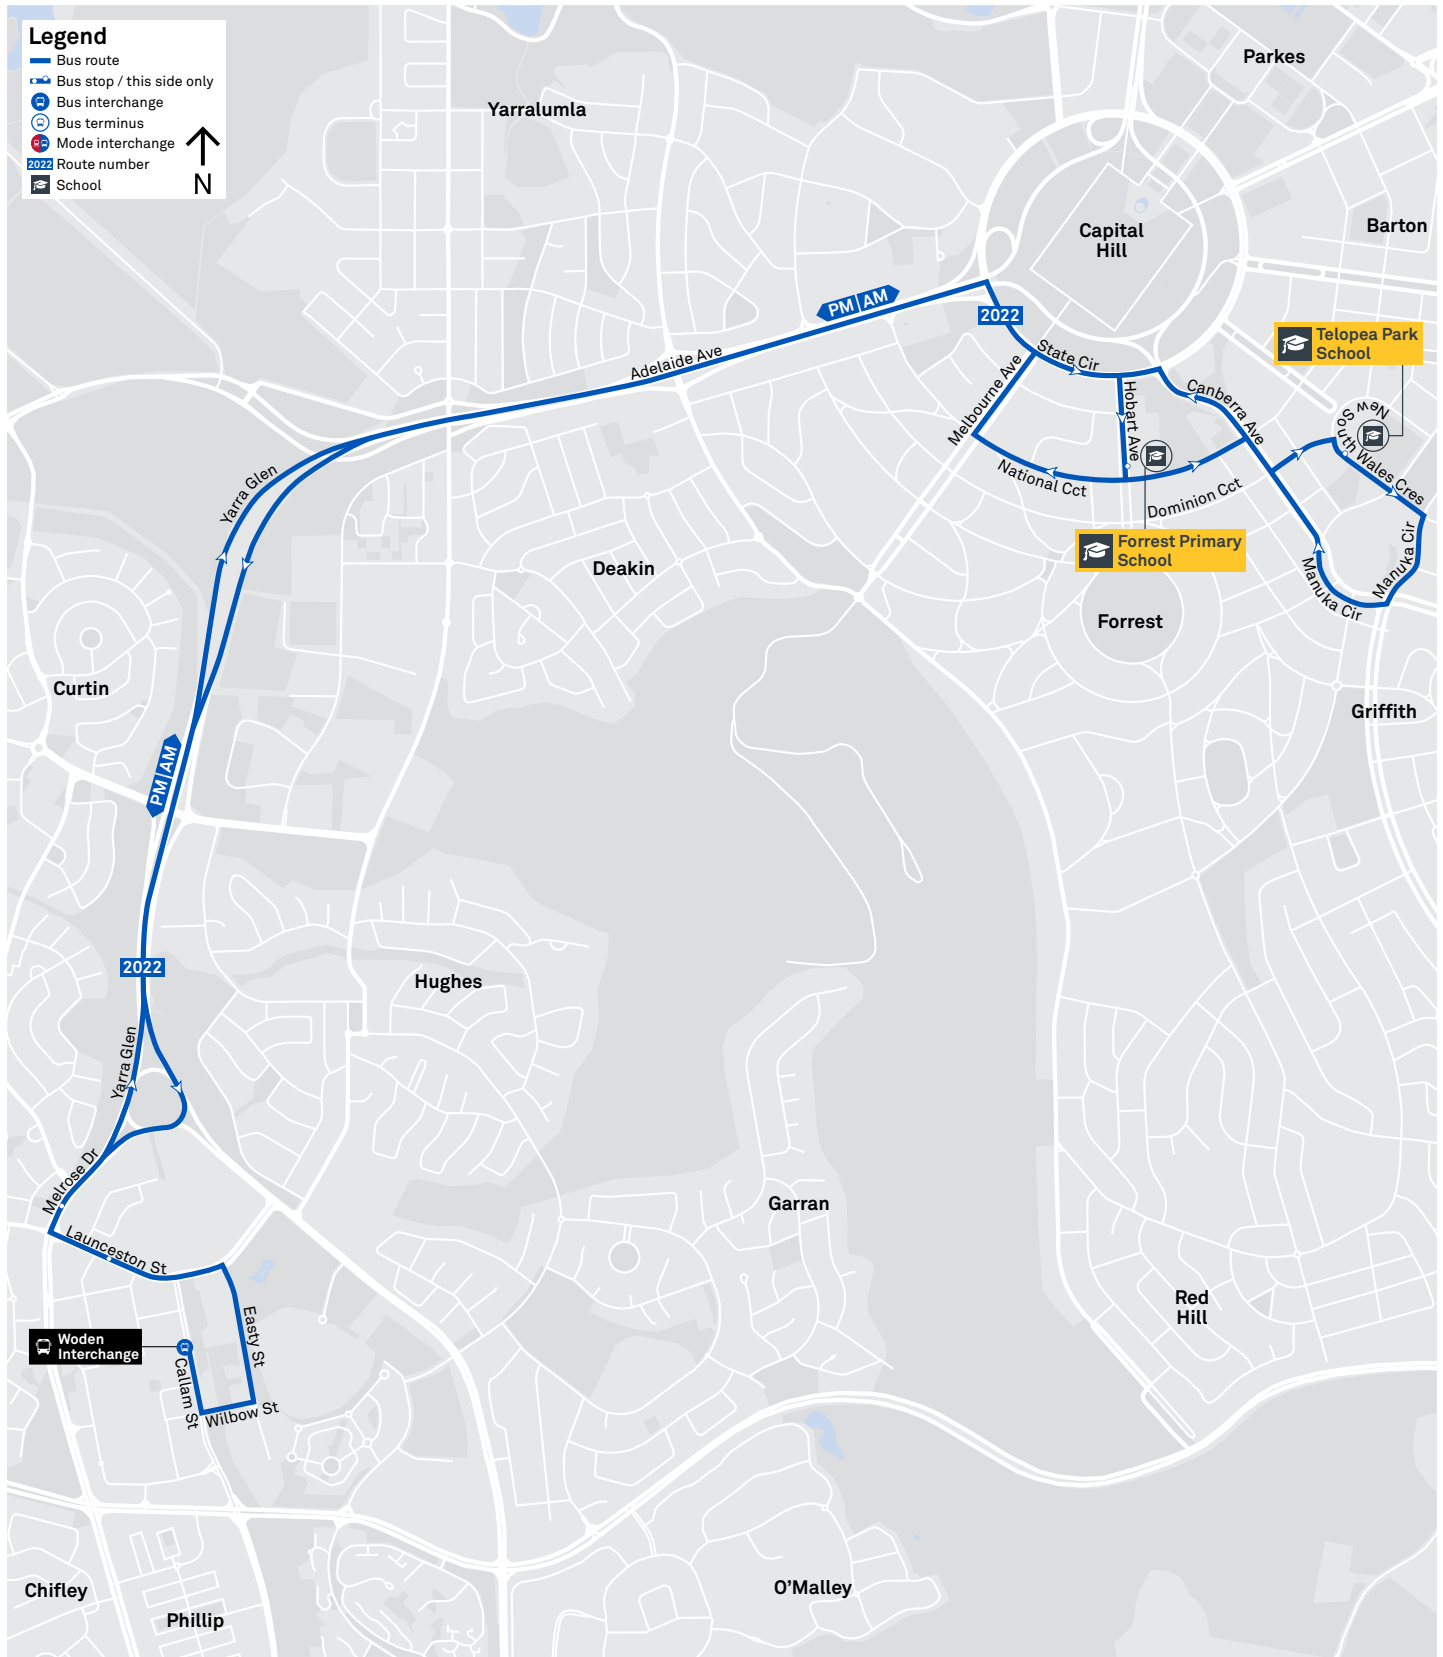 Legend
Bus route
Bus stop / this side only
Bus interchange
Bus terminus
Mode interchange
2022 Route number
School
N
Yarralumla
Parkes
Capital
Hill
Barton
PM AM
2022
Telopea Park
School
State Cir
Adelaide Ave
Melbourne Ave
Hobart Ave
Canberra Ave
New South Wales Cres
National Cct
Dominion Cct
Yarra Glen
Forrest Primary
School
Manuka Cir
Manuka Cir
Deakin
Forrest
Curtin
Griffith
PM AM
2022
Hughes
Yarra Glen
Melrose Dr
Garran
Launceston St
Red
Hill
Easty St
Woden
Interchange
Callam St
Wilbow St
Chifley
O'Malley
Phillip